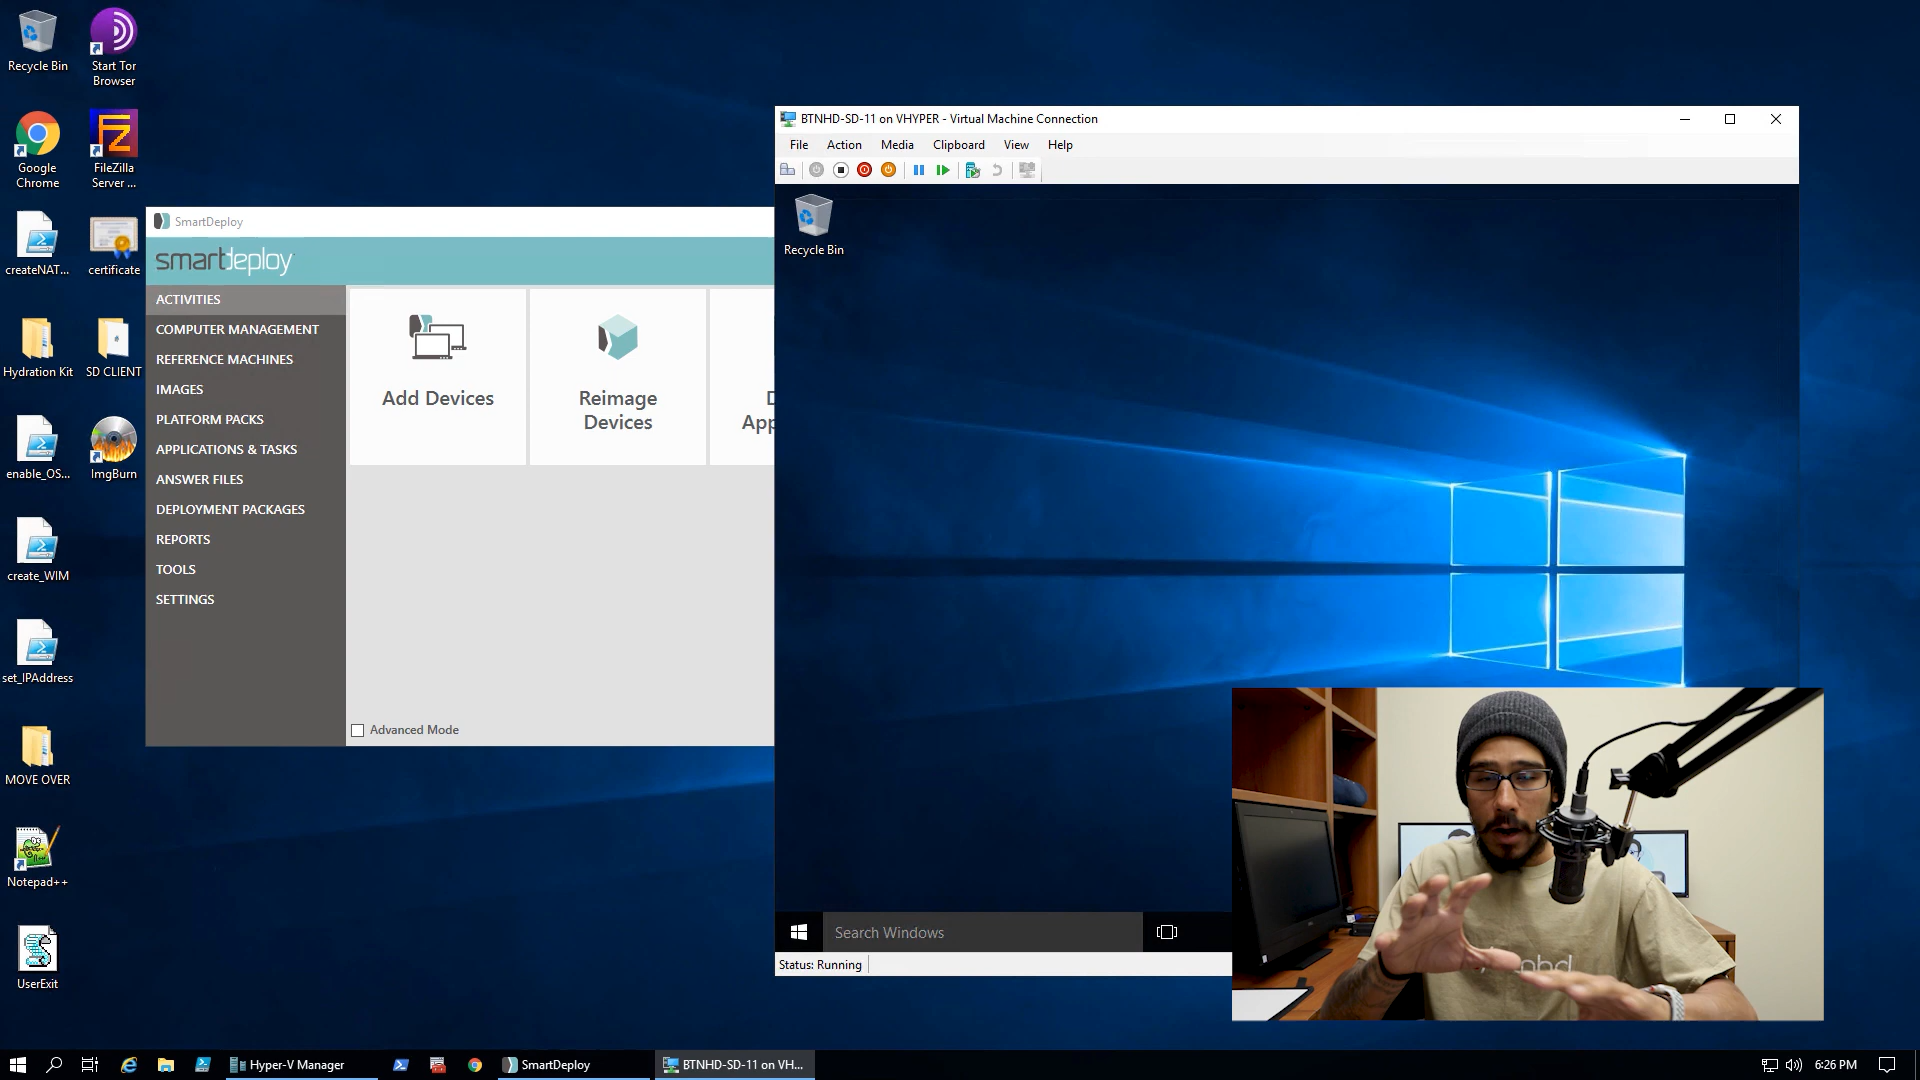 Recycle Bin
Start Tor
Browser
Google
Chrome
FileZilla
Server ...
createNAT...
certificate
Hydration Kit
SD CLIENT
enable_OS...
ImgBurn
create_WIM
set_IPAddress
MOVE OVER
Notepad++
UserExit
SmartDeploy
smartdeploy
ACTIVITIES
COMPUTER MANAGEMENT
REFERENCE MACHINES
IMAGES
PLATFORM PACKS
APPLICATIONS & TASKS
ANSWER FILES
DEPLOYMENT PACKAGES
REPORTS
TOOLS
SETTINGS
Add Devices
Reimage
Devices
D
App
Advanced Mode
BTNHD-SD-11 on VHYPER - Virtual Machine Connection
File Action Media Clipboard View Help
Recycle Bin
Search Windows
Status: Running
nhd
Hyper-V Manager
SmartDeploy
BTNHD-SD-11 on VH...
6:26 PM